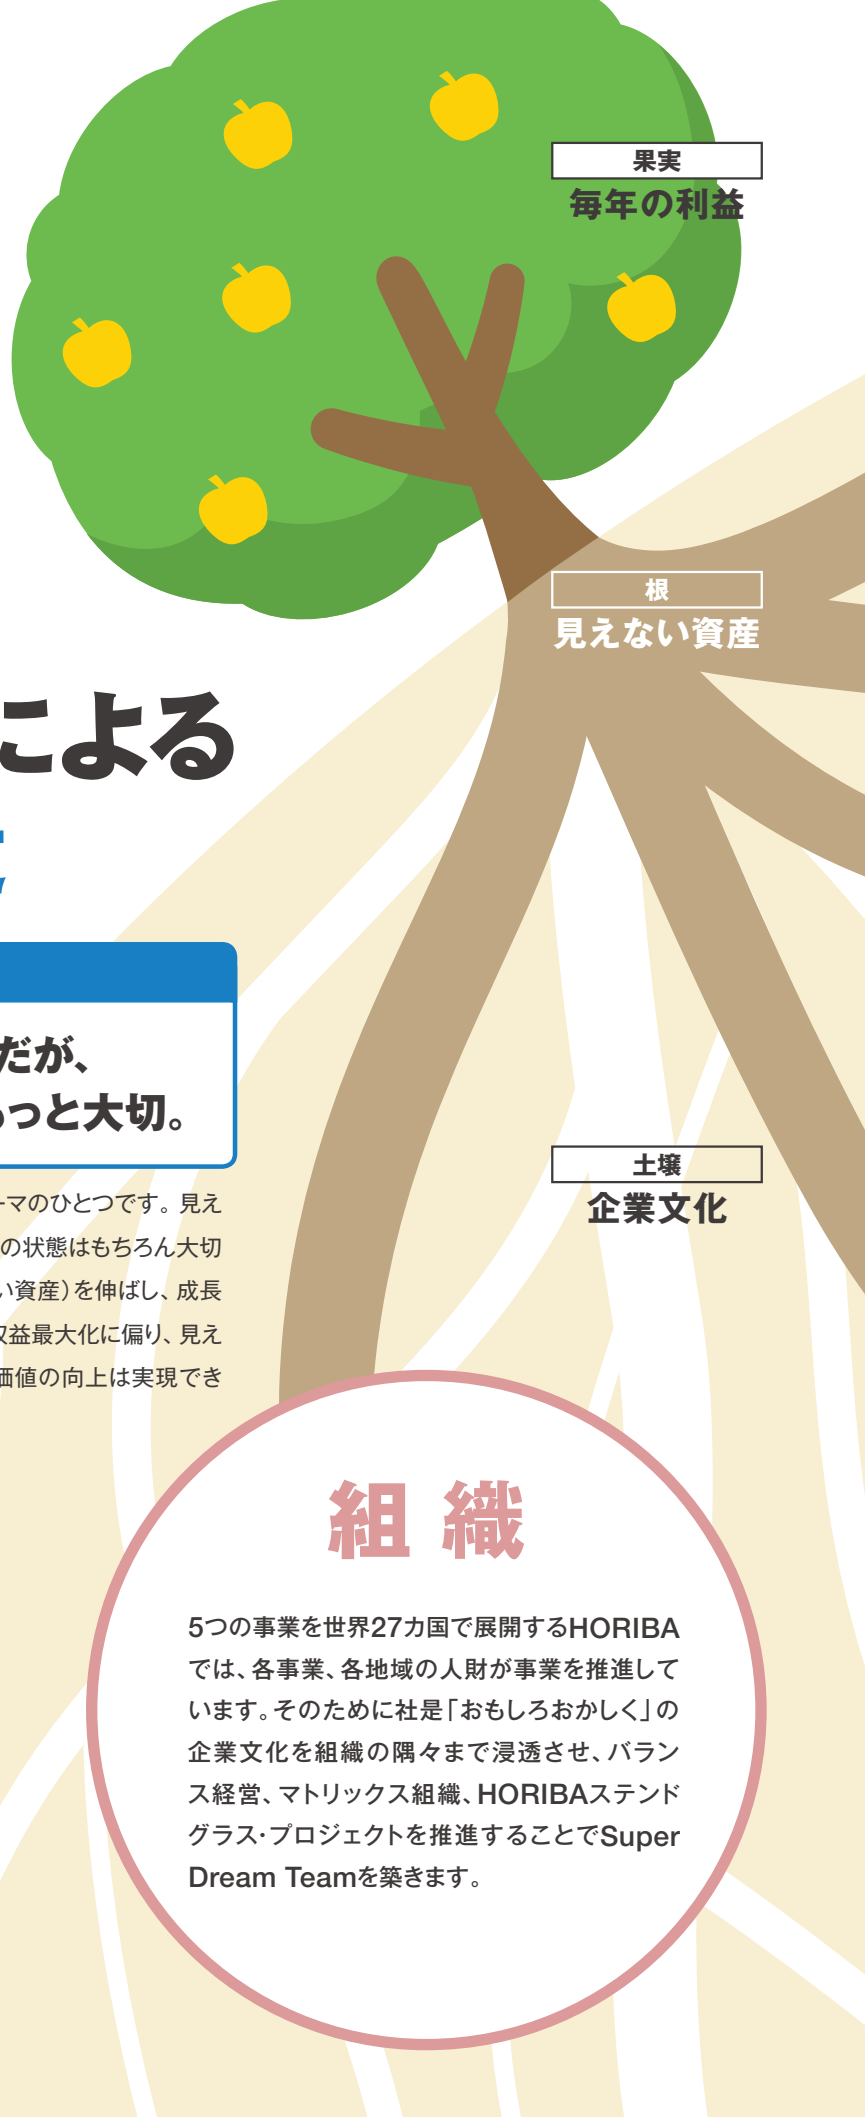 果実
毎年の利益
根
見えない資産
による
だが、
もっと大切。
ーマのひとつです。見え
の状態はもちろん大切
い資産)を伸ばし、成長
収益最大化に偏り、見え
価値の向上は実現でき
土壌
企業文化
組織
5つの事業を世界27カ国で展開するHORIBA
では、各事業、各地域の人財が事業を推進して
います。そのために社是「おもしろおかしく」の
企業文化を組織の隅々まで浸透させ、バラン
ス経営、マトリックス組織、HORIBAステンド
グラス・プロジェクトを推進することでSuper
Dream Teamを築きます。